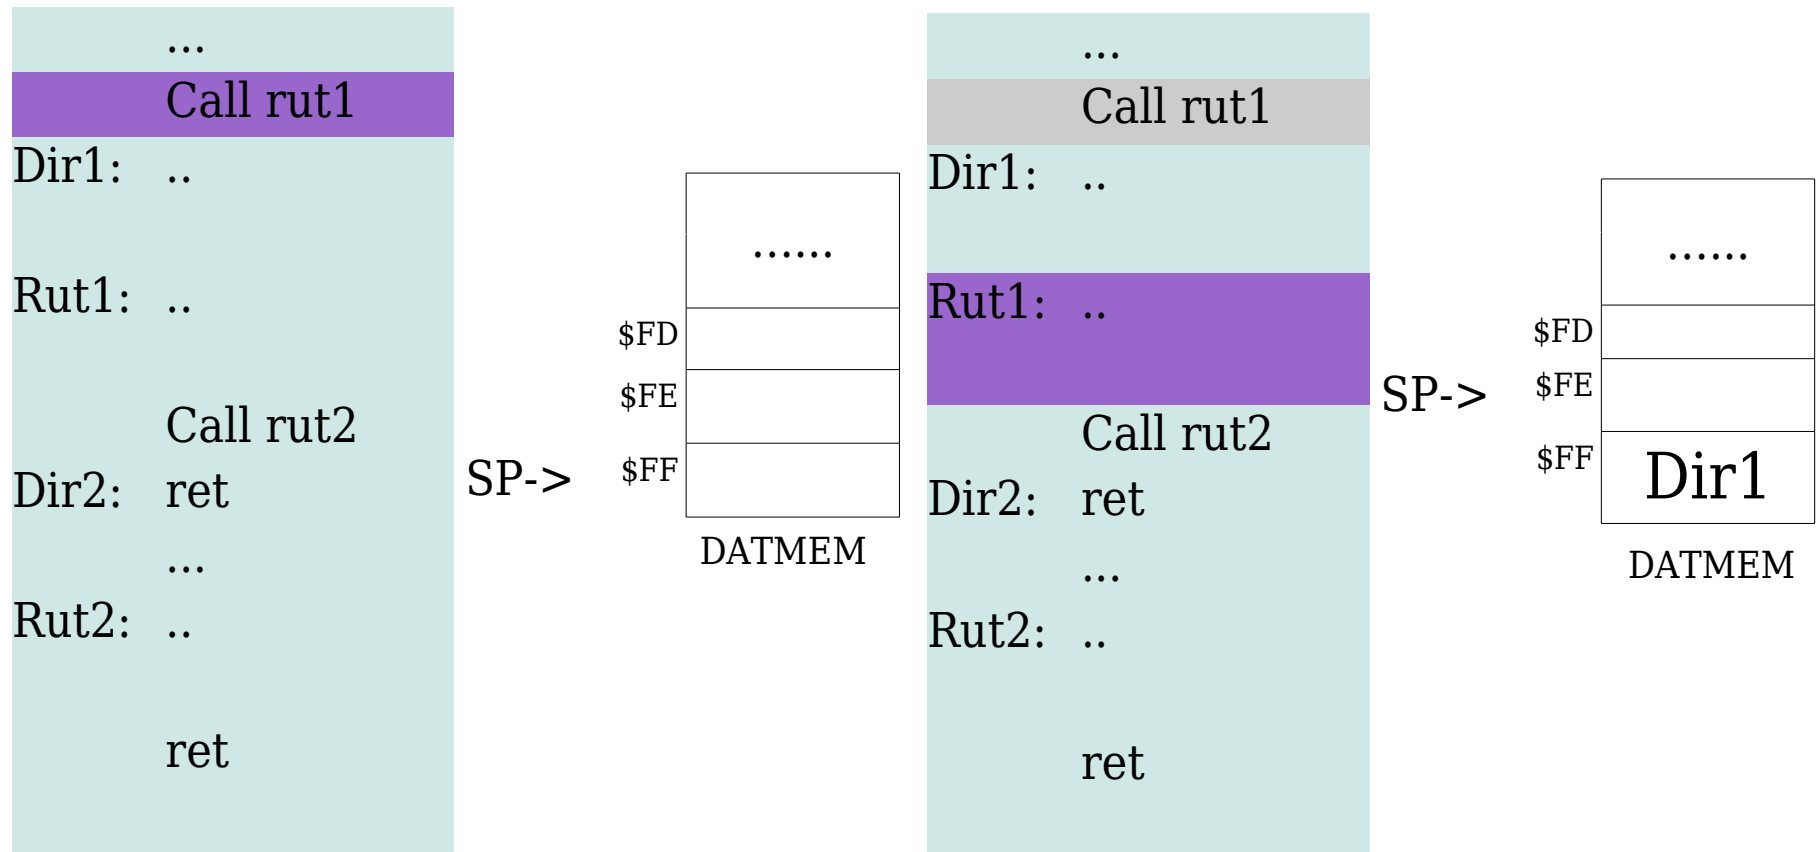 ...
Call rut1
Dir1: ..
Rut1: ..
Call rut2
Dir2: ret
...
Rut2: ..
ret
SP->
......
$FD
$FE
$FF
DATMEM
...
Call rut1
Dir1: ..
Rut1: ..
Call rut2
Dir2: ret
...
Rut2: ..
ret
SP->
......
$FD
$FE
$FF Dir1
DATMEM